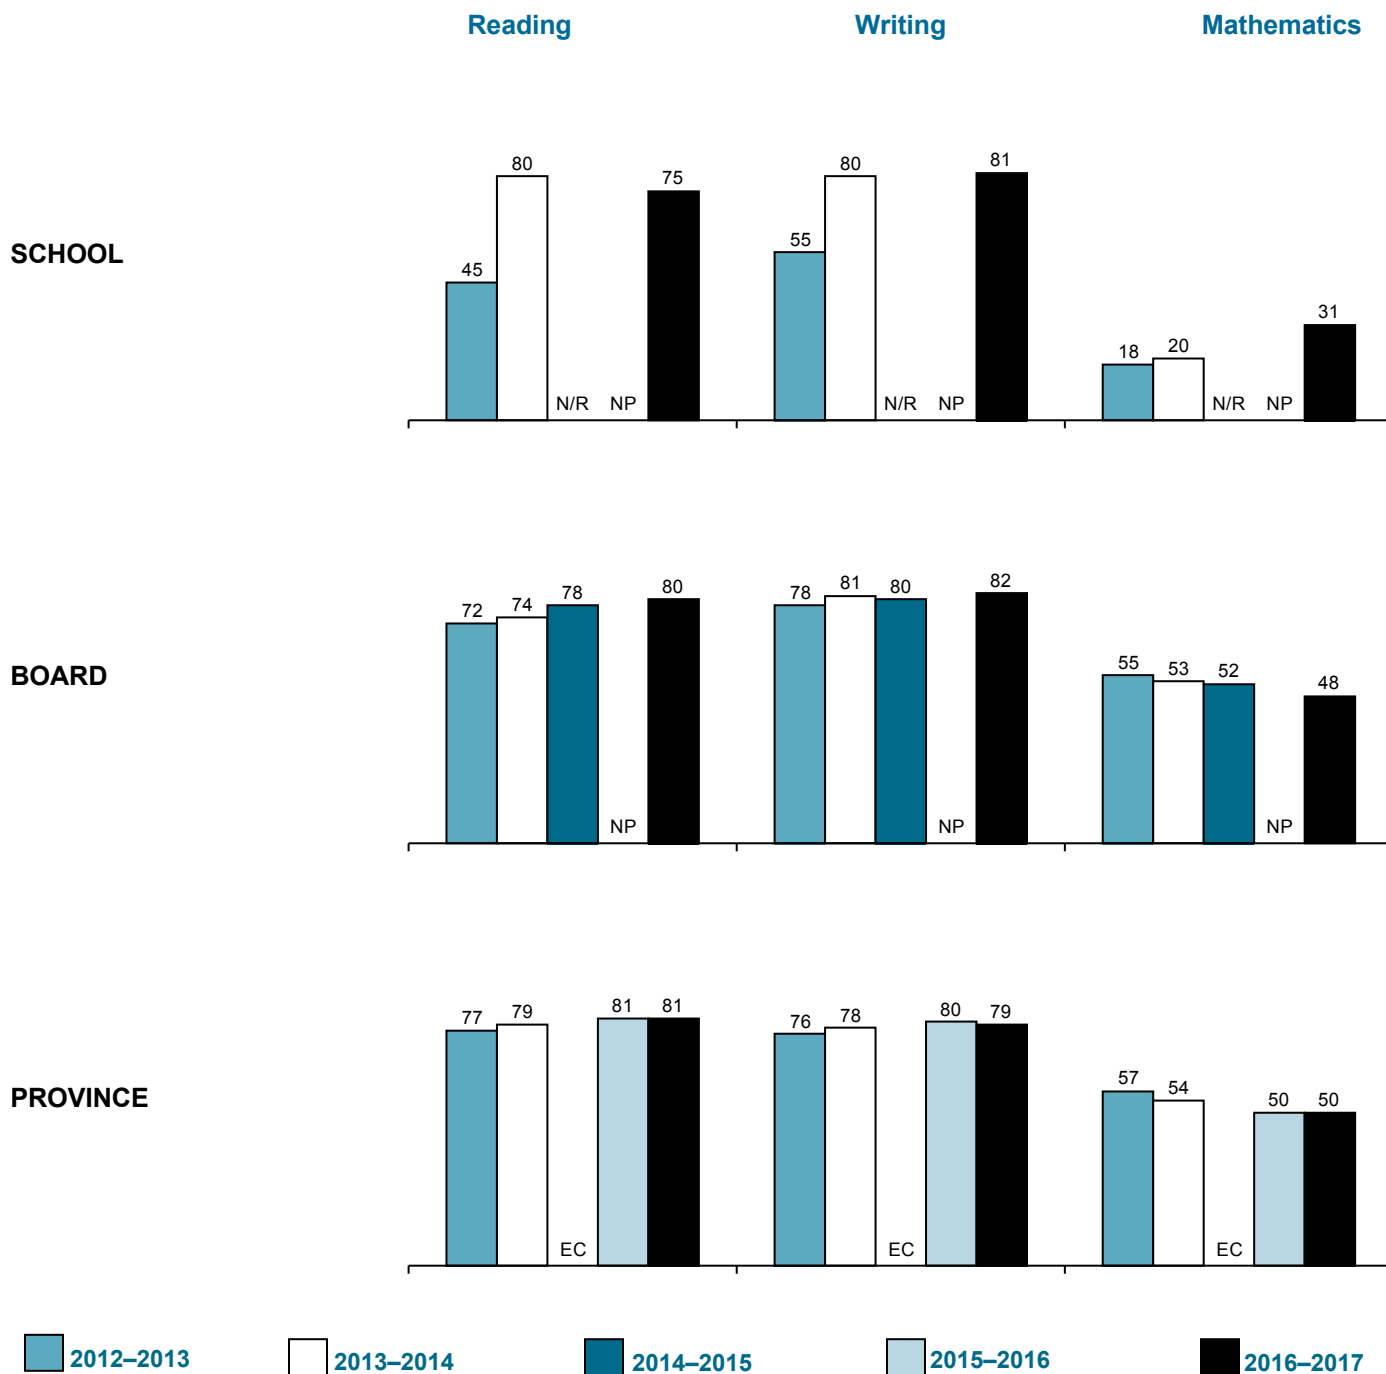 Reading Writing Mathematics
SCHOOL
45 80 N/R NP 75 55 80 N/R NP 81 18 20 N/R NP 31
BOARD
72 74 78 NP 80 78 81 80 NP 82 55 53 52 NP 48
PROVINCE
77 79 EC 81 81 76 78 EC 80 79 57 54 EC 50 50
2012–2013 2013–2014 2014–2015 2015–2016 2016–2017